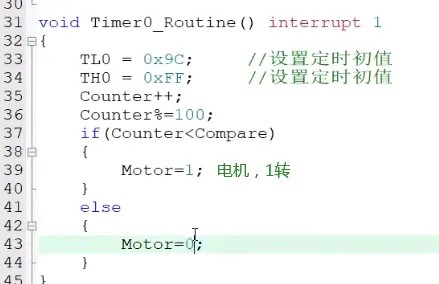 30
31 void Timer0_Routine() interrupt 1
32 {
33 TL0 = 0x9C; //设置定时初值
34 TH0 = 0xFF; //设置定时初值
35 Counter++;
36 Counter%=100;
37 if(Counter<Compare)
38 {
39 Motor=1; 电机，1转
40 }
41 else
42 {
43 Motor=0;
44 }
45 }